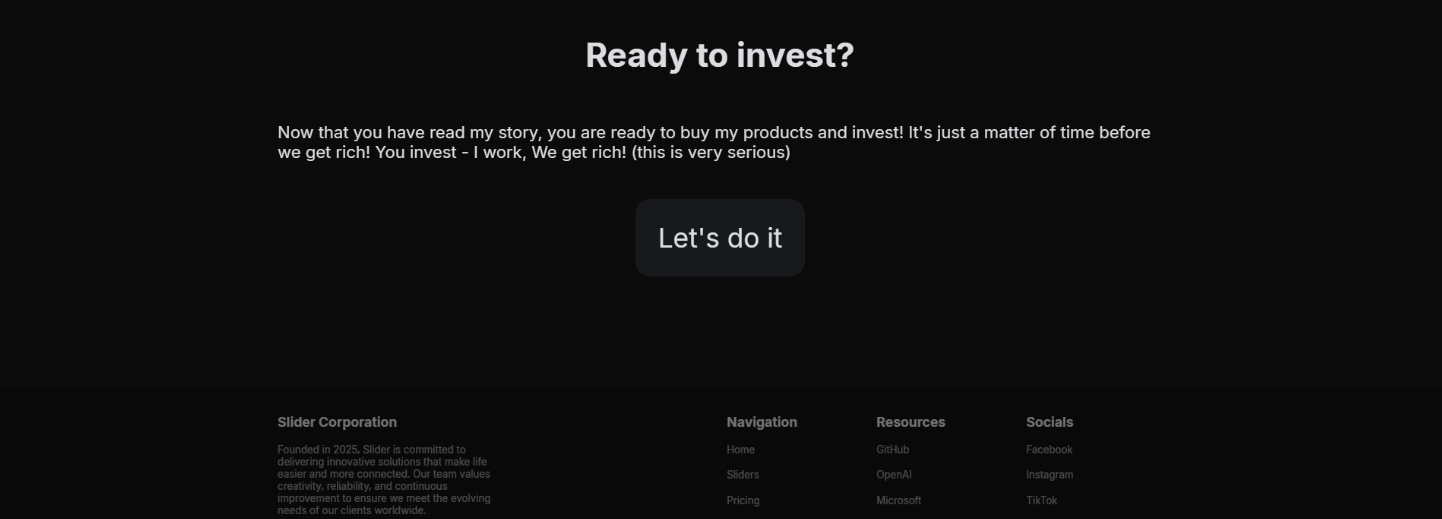 Ready to invest?
Now that you have read my story, you are ready to buy my products and invest! It's just a matter of time before
we get rich! You invest - I work, We get rich! (this is very serious)
Let's do it
Slider Corporation
Founded in 2025, Slider is committed to
delivering innovative solutions that make life
easier and more connected. Our team values
creativity, reliability, and continuous
improvement to ensure we meet the evolving
needs of our clients worldwide.
Navigation
Home
Sliders
Pricing
Resources
GitHub
OpenAI
Microsoft
Socials
Facebook
Instagram
TikTok